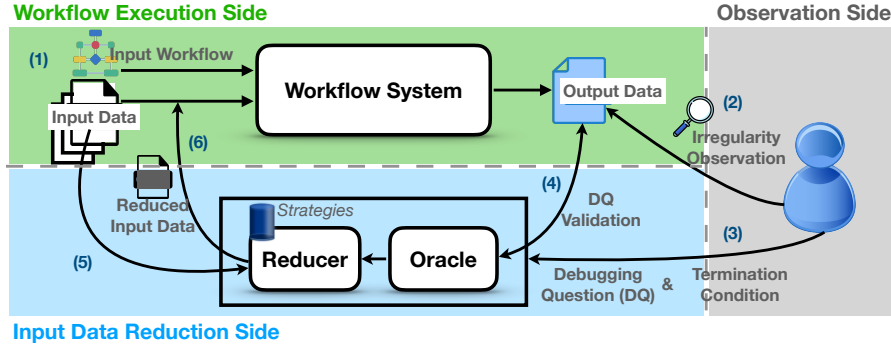 Workflow Execution Side
Observation Side
(1)
Input Workflow
Workflow System
Output Data
Input Data
(2)
Irregularity
Observation
(6)
(4)
DQ
Validation
Reduced
Input Data
Strategies
(3)
(5)
Reducer
Oracle
Debugging
Question (DQ)
&
Termination
Condition
Input Data Reduction Side